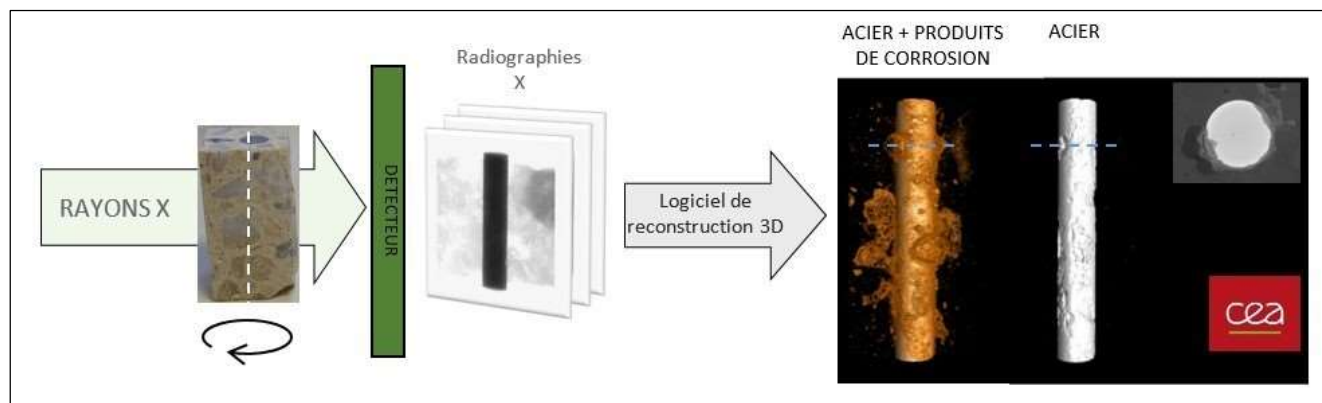 RAYONS X
DETECTEUR
Radiographies
X
Logiciel de
reconstruction 3D
ACIER + PRODUITS
DE CORROSION
ACIER
cea